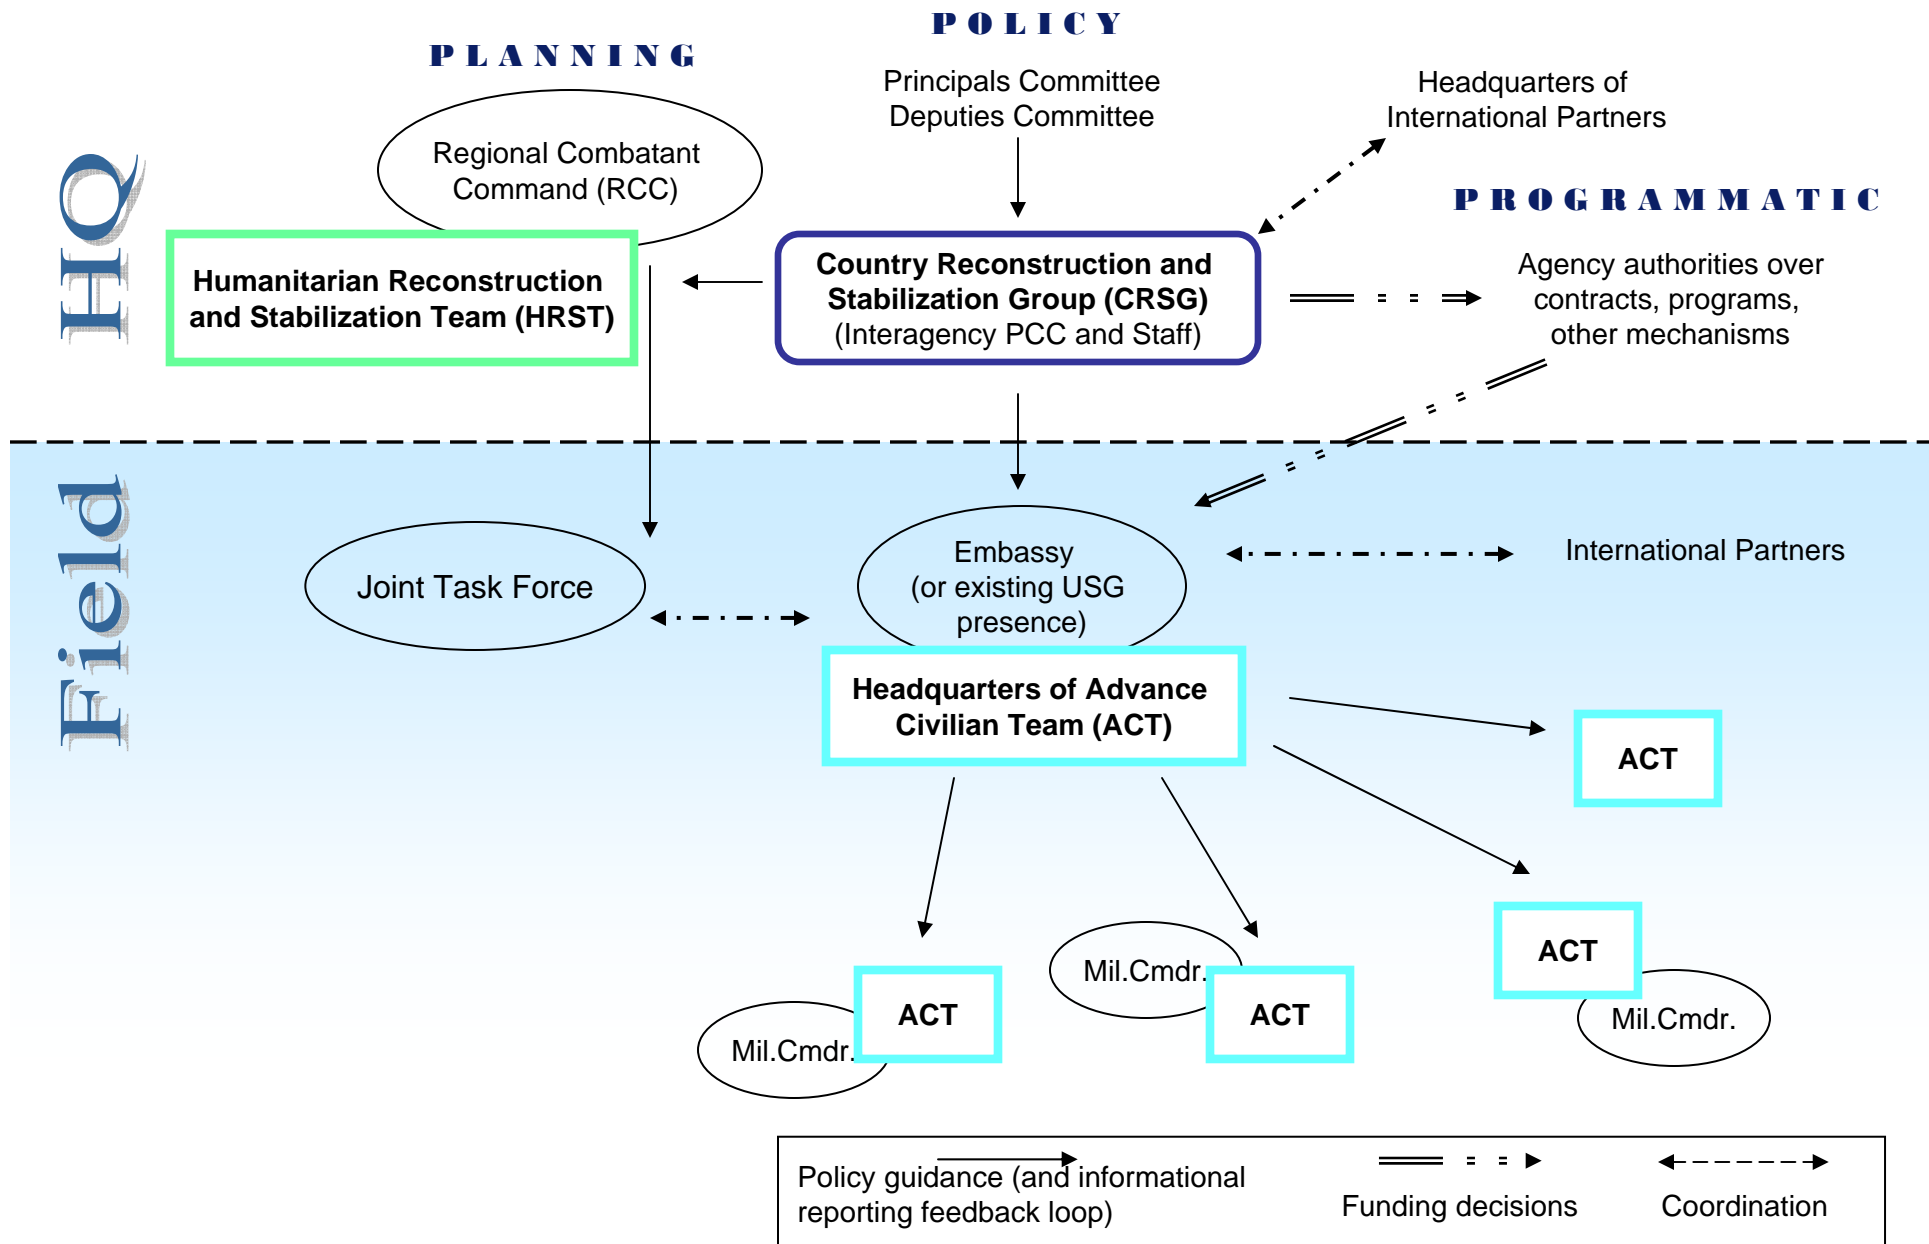 POLICY
PLANNING
Principals Committee
Deputies Committee
Headquarters of
International Partners
HQ
Regional Combatant
Command (RCC)
PROGRAMMATIC
Humanitarian Reconstruction
and Stabilization Team (HRST)
Country Reconstruction and
Stabilization Group (CRSG)
(Interagency PCC and Staff)
Agency authorities over
contracts, programs,
other mechanisms
Field
Joint Task Force
Embassy
(or existing USG
presence)
International Partners
Headquarters of Advance
Civilian Team (ACT)
ACT
ACT
Mil.Cmdr.
Mil.Cmdr.
ACT
Mil.Cmdr.
ACT
Policy guidance (and informational
reporting feedback loop)
Funding decisions
Coordination